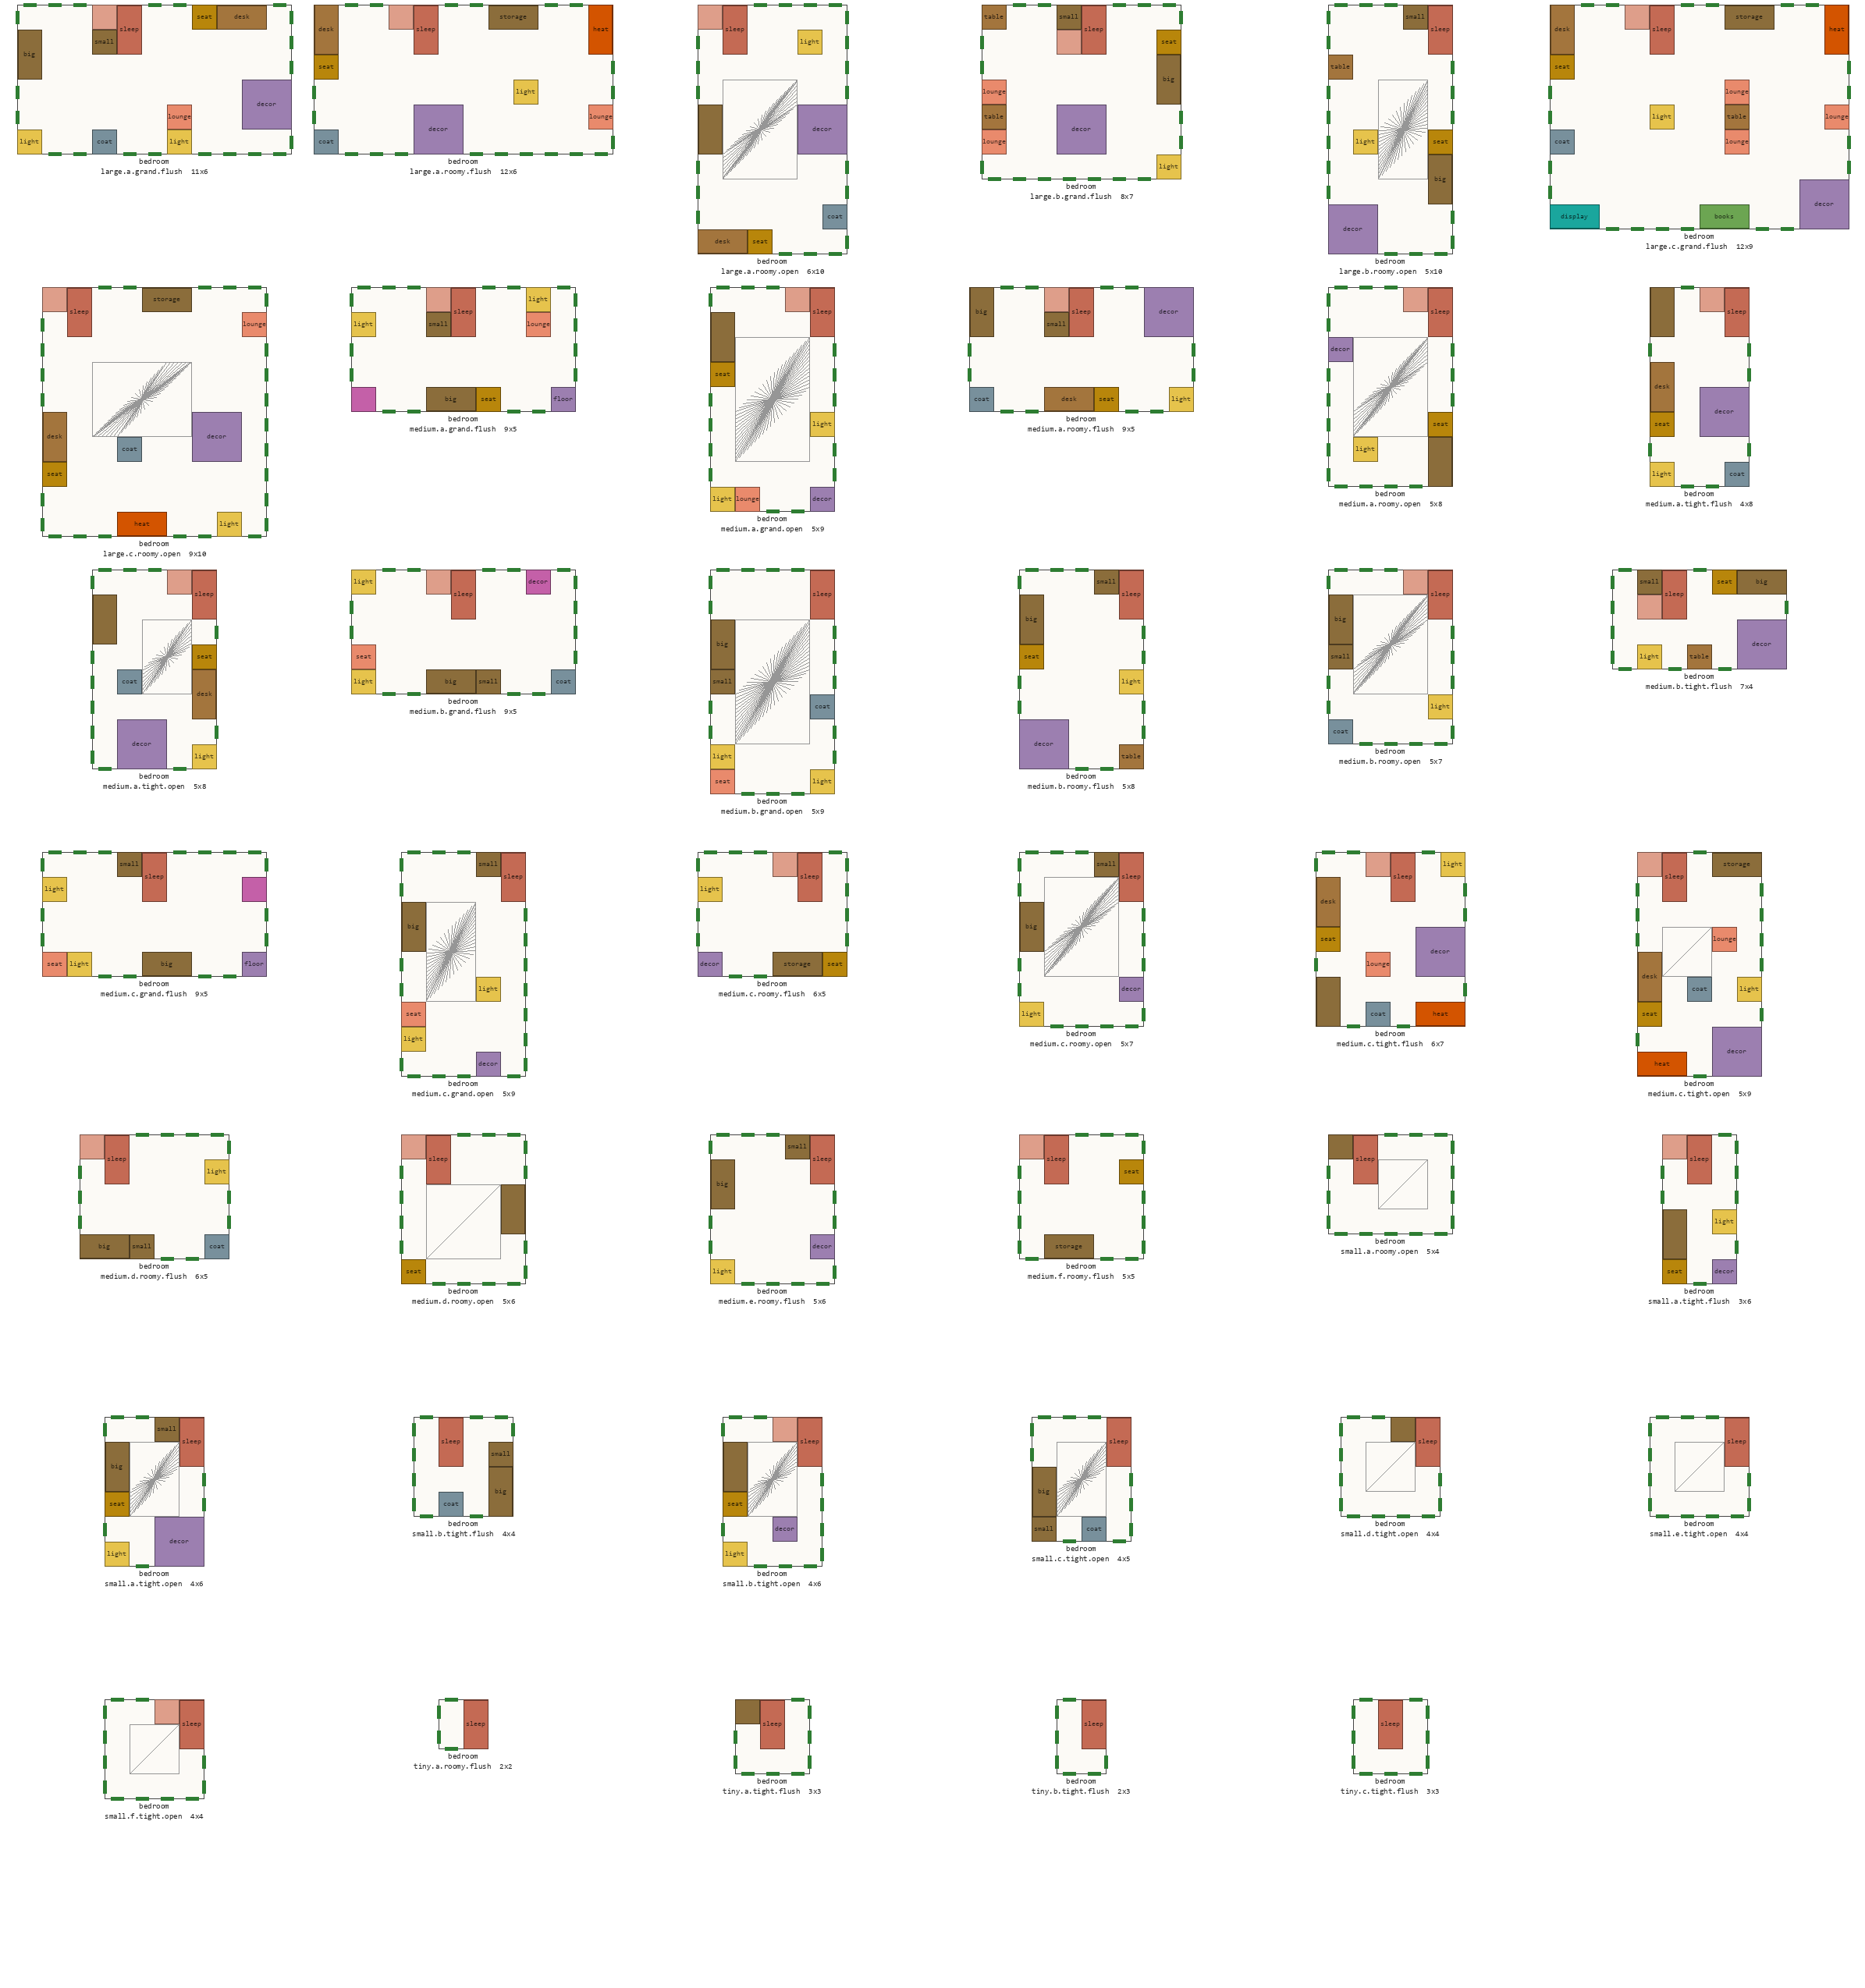 seat
desk
sleep
big
small
decor
lounge
light
coat
light
bedroom
large.a.grand.flush 11x6
desk
sleep
storage
heat
seat
light
lounge
decor
coat
bedroom
large.a.roomy.flush 12x6
sleep
light
decor
coat
desk
seat
bedroom
large.a.roomy.open 6x10
table
small
sleep
seat
big
lounge
table
decor
lounge
light
bedroom
large.b.grand.flush 8x7
small
sleep
table
light
seat
big
decor
bedroom
large.b.roomy.open 5x10
desk
sleep
storage
heat
seat
lounge
light
table
lounge
coat
lounge
decor
display
books
bedroom
large.c.grand.flush 12x9
sleep
storage
lounge
desk
decor
coat
seat
heat
light
bedroom
large.c.roomy.open 9x10
light
sleep
light
small
lounge
big
seat
floor
bedroom
medium.a.grand.flush 9x5
sleep
seat
light
light
lounge
decor
bedroom
medium.a.grand.open 5x9
big
sleep
decor
small
coat
desk
seat
light
bedroom
medium.a.roomy.flush 9x5
sleep
decor
seat
light
bedroom
medium.a.roomy.open 5x8
sleep
desk
decor
seat
light
coat
bedroom
medium.a.tight.flush 4x8
sleep
seat
coat
desk
decor
light
bedroom
medium.a.tight.open 5x8
light
decor
sleep
seat
light
big
small
coat
bedroom
medium.b.grand.flush 9x5
sleep
big
small
coat
light
seat
light
bedroom
medium.b.grand.open 5x9
small
sleep
big
seat
light
decor
table
bedroom
medium.b.roomy.flush 5x8
sleep
big
small
light
coat
bedroom
medium.b.roomy.open 5x7
small
seat
big
sleep
light
table
decor
bedroom
medium.b.tight.flush 7x4
small
sleep
light
seat
light
big
floor
bedroom
medium.c.grand.flush 9x5
small
sleep
big
light
seat
light
decor
bedroom
medium.c.grand.open 5x9
sleep
light
decor
storage
seat
bedroom
medium.c.roomy.flush 6x5
small
sleep
big
decor
light
bedroom
medium.c.roomy.open 5x7
light
sleep
desk
seat
decor
lounge
coat
heat
bedroom
medium.c.tight.flush 6x7
storage
sleep
lounge
desk
coat
light
seat
decor
heat
bedroom
medium.c.tight.open 5x9
sleep
light
big
small
coat
bedroom
medium.d.roomy.flush 6x5
sleep
seat
bedroom
medium.d.roomy.open 5x6
small
sleep
big
decor
light
bedroom
medium.e.roomy.flush 5x6
sleep
seat
storage
bedroom
medium.f.roomy.flush 5x5
sleep
bedroom
small.a.roomy.open 5x4
sleep
light
seat
decor
bedroom
small.a.tight.flush 3x6
small
sleep
big
seat
decor
light
bedroom
small.a.tight.open 4x6
sleep
small
big
coat
bedroom
small.b.tight.flush 4x4
sleep
seat
decor
light
bedroom
small.b.tight.open 4x6
sleep
big
small
coat
bedroom
small.c.tight.open 4x5
sleep
bedroom
small.d.tight.open 4x4
sleep
bedroom
small.e.tight.open 4x4
sleep
bedroom
small.f.tight.open 4x4
sleep
bedroom
tiny.a.roomy.flush 2x2
sleep
bedroom
tiny.a.tight.flush 3x3
sleep
bedroom
tiny.b.tight.flush 2x3
sleep
bedroom
tiny.c.tight.flush 3x3